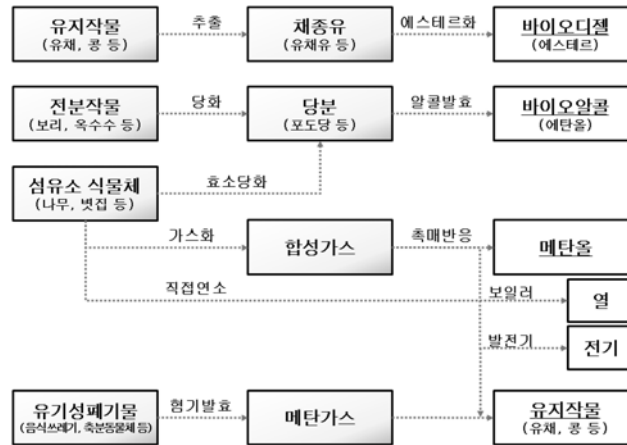 유지작물
(유채, 콩 등)
추출
채종유
(유채유 등)
에스테르화
바이오디젤
(에스테르)
전분작물
(보리, 옥수수 등)
당화
당분
(포도당 등)
알콜발효
바이오알콜
(에탄올)
섬유소 식물체
(나무, 볏집 등)
효소당화
가스화
합성가스
촉매반응
메탄올
직접연소
보일러
열
발전기
전기
유기성폐기물
(음식쓰레기, 축분동물체 등)
혐기발효
메탄가스
유지작물
(유채, 콩 등)